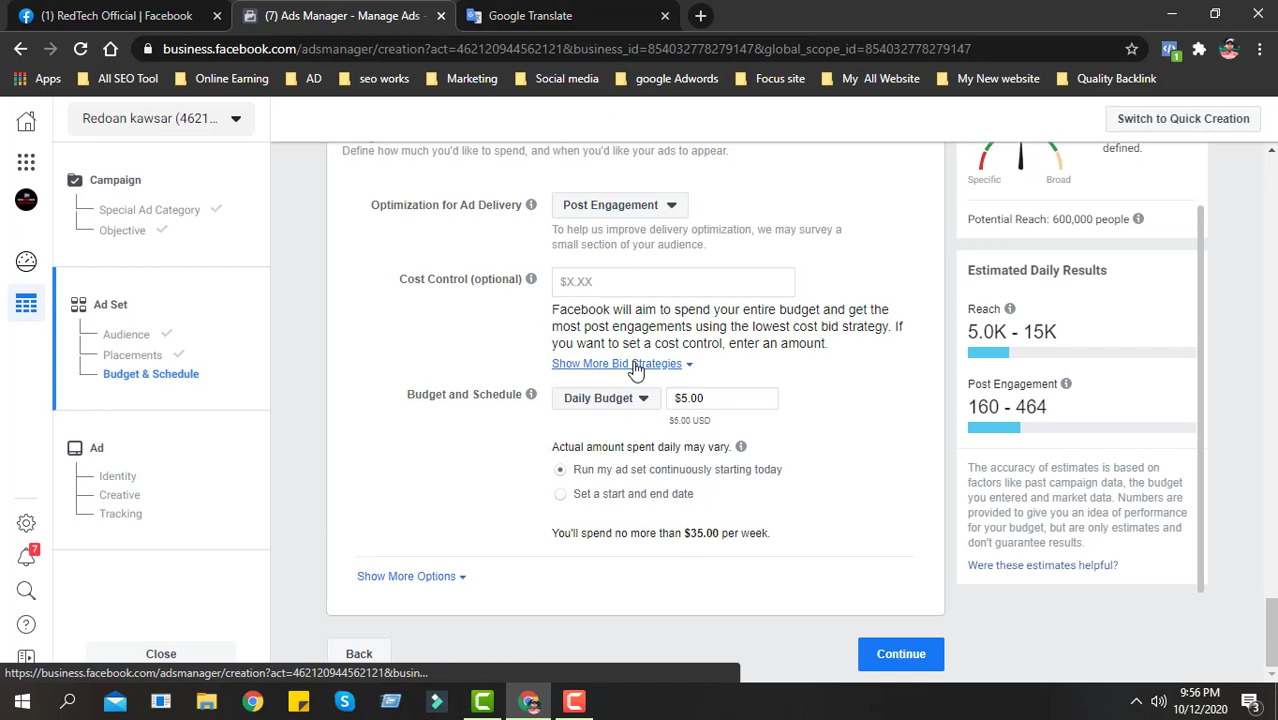 (1) RedTech Official | Facebook
(7) Ads Manager - Manage Ads -
Google Translate
business.facebook.com/adsmanager/creation?act=462120944562121&business_id=854032778279147&global_scope_id=854032778279147
1
Apps
All SEO Tool
Online Earning
AD
seo works
Marketing
Social media
google Adwords
Focus site
My All Website
My New website
Quality Backlink
Redoan kawsar (4621...
Switch to Quick Creation
Campaign
Special Ad Category
Objective
Ad Set
Audience
Placements
Budget & Schedule
Ad
Identity
Creative
Tracking
Close
7
Define how much you'd like to spend, and when you'd like your ads to appear.
Optimization for Ad Delivery
Post Engagement
To help us improve delivery optimization, we may survey a
small section of your audience.
Cost Control (optional)
$X.XX
Facebook will aim to spend your entire budget and get the
most post engagements using the lowest cost bid strategy. If
you want to set a cost control, enter an amount.
Show More Bid Strategies
Budget and Schedule
Daily Budget
$5.00
$5.00 USD
Actual amount spent daily may vary.
Run my ad set continuously starting today
Set a start and end date
You'll spend no more than $35.00 per week.
Show More Options
Back
Continue
defined.
Specific
Broad
Potential Reach: 600,000 people
Estimated Daily Results
Reach
5.0K - 15K
Post Engagement
160 - 464
The accuracy of estimates is based on
factors like past campaign data, the budget
you entered and market data. Numbers are
provided to give you an idea of performance
for your budget, but are only estimates and
don't guarantee results.
Were these estimates helpful?
https://business.facebook.com/adsmanager/creation?act=462120944562121&busin...
9:56 PM
10/12/2020
3